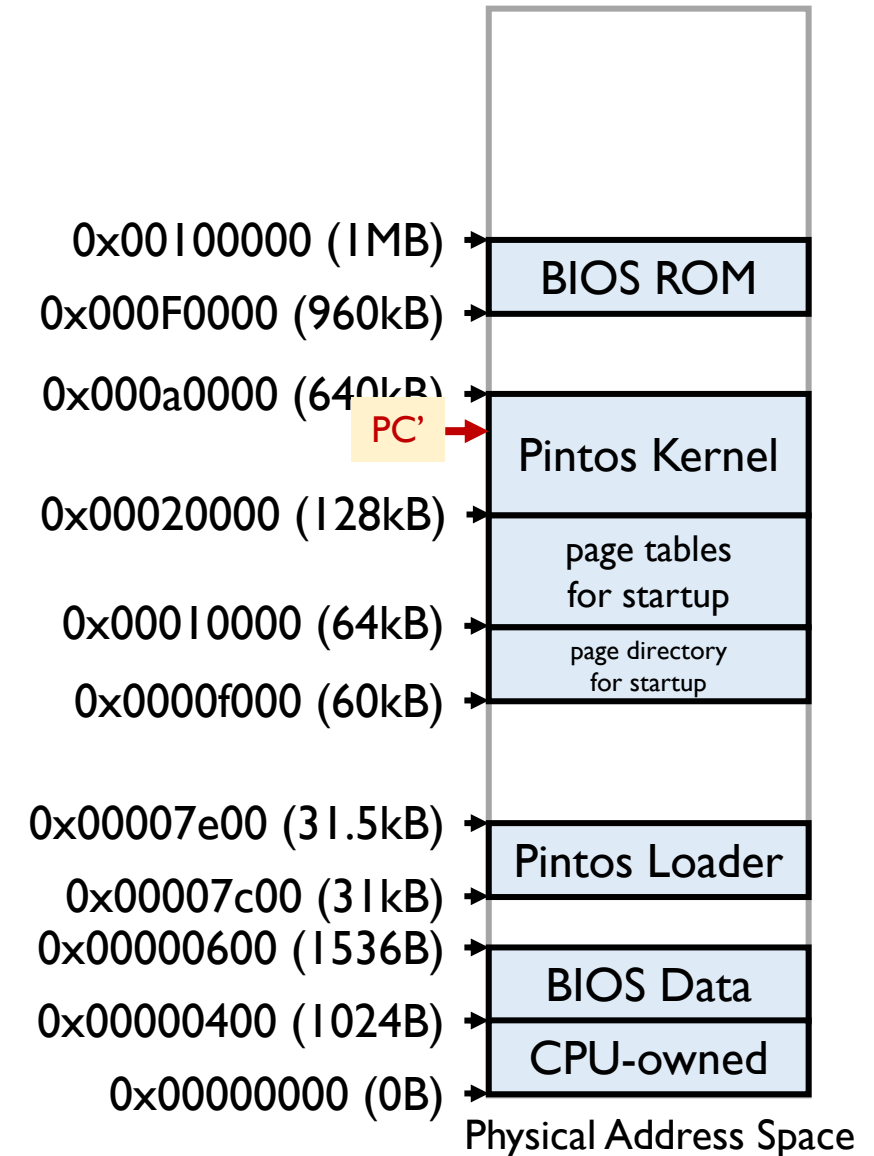 0x00100000 (1MB)
BIOS ROM
0x000F0000 (960kB)
0x000a0000 (640kB)
PC’
Pintos Kernel
0x00020000 (128kB)
page tables
for startup
0x00010000 (64kB)
page directory
for startup
0x0000f000 (60kB)
0x00007e00 (31.5kB)
Pintos Loader
0x00007c00 (31kB)
0x00000600 (1536B)
BIOS Data
0x00000400 (1024B)
CPU-owned
0x00000000 (0B)
Physical Address Space